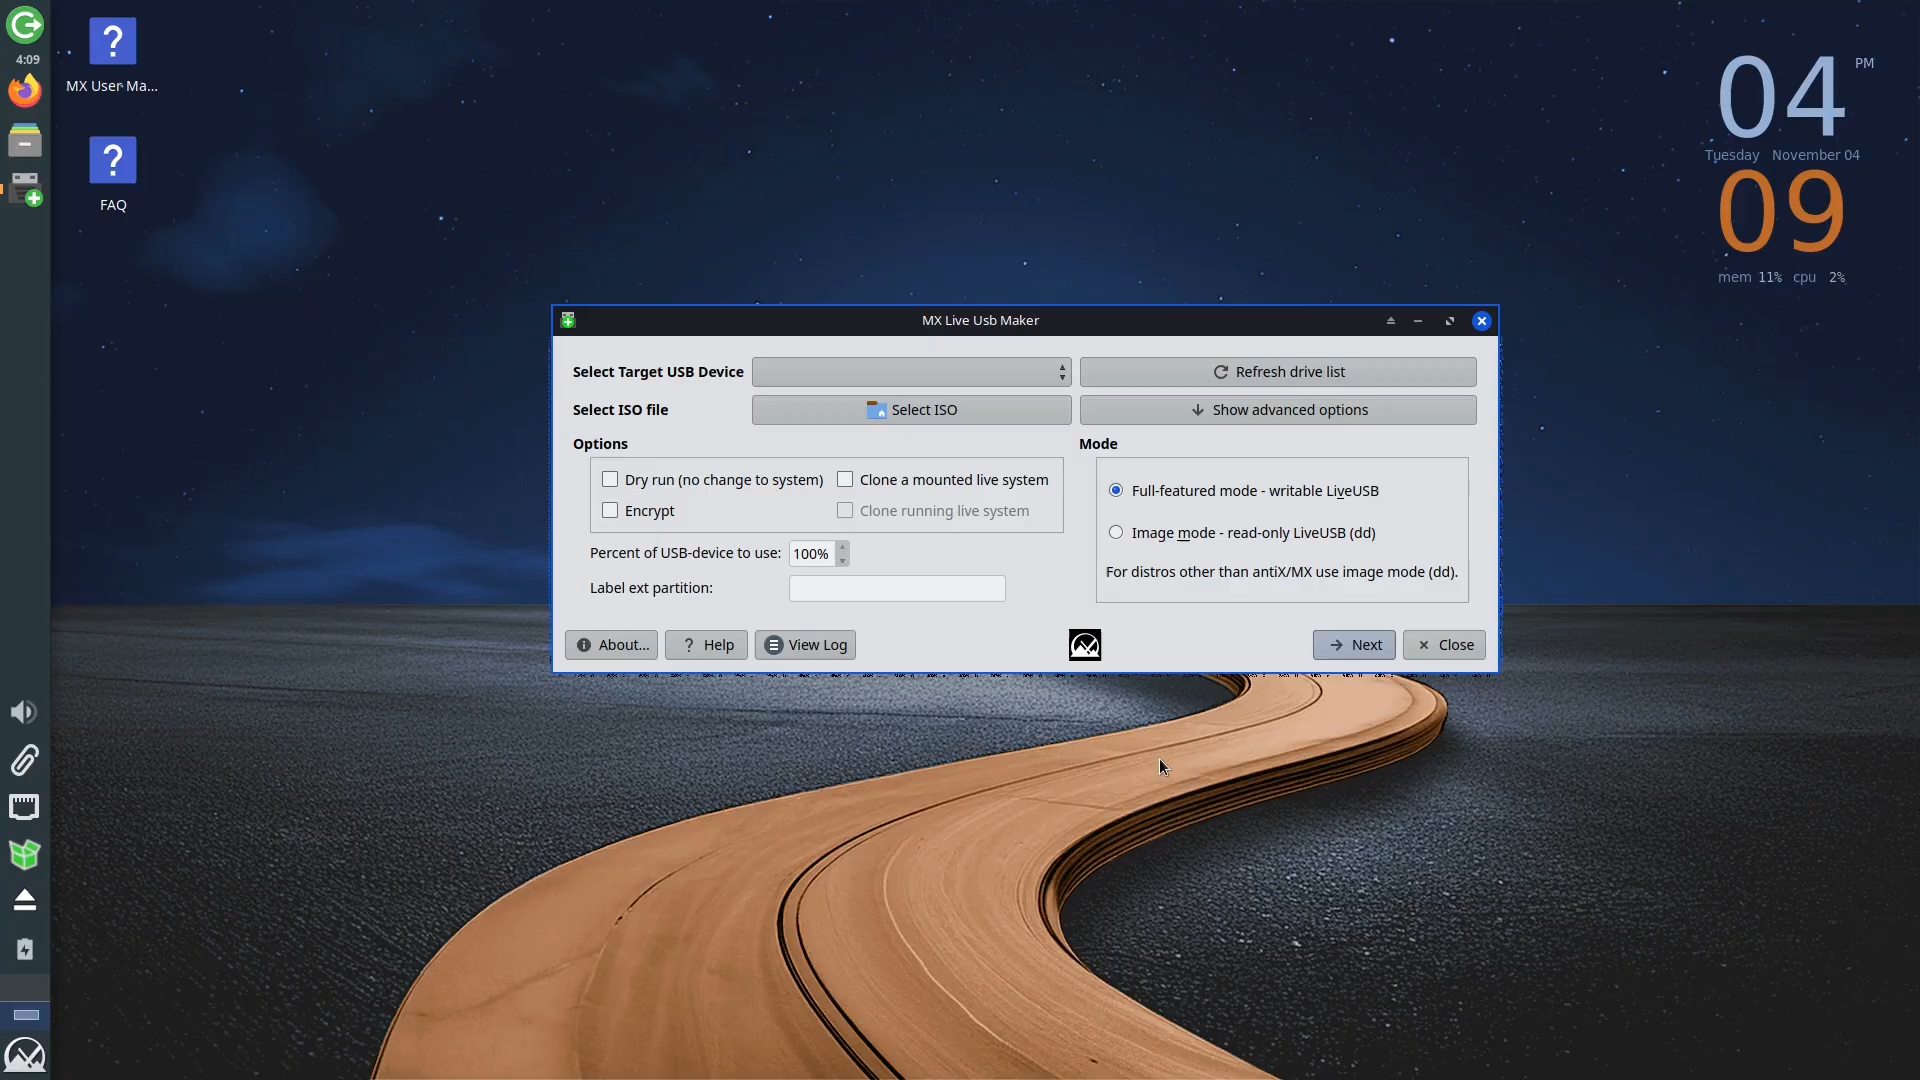 4:09
MX User Ma...
FAQ
04 PM
Tuesday November 04
09
mem 11% cpu 2%
MX Live Usb Maker
Select Target USB Device
Refresh drive list
Select ISO file
Select ISO
Show advanced options
Options
Mode
Dry run (no change to system)
Clone a mounted live system
Encrypt
Clone running live system
Full-featured mode - writable LiveUSB
Image mode - read-only LiveUSB (dd)
For distros other than antiX/MX use image mode (dd).
Percent of USB-device to use: 100%
Label ext partition:
About...
Help
View Log
Next
Close